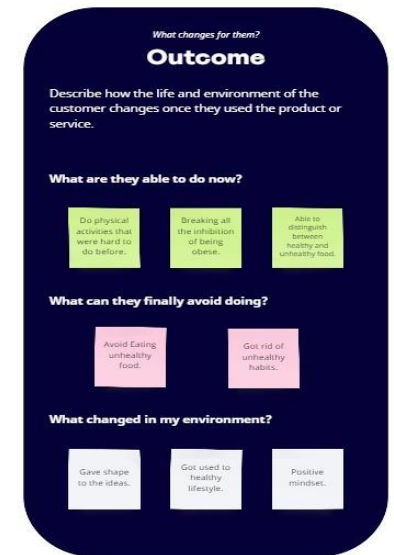 What changes for them?
Outcome
Describe how the life and environment of the
customer changes once they used the product or
service.
What are they able to do now?
Do physical
activities that
were hard to
do before.
Breaking all
the inhibition
of being
obese.
Able to
distinguish
between
healthy and
unhealthy food.
What can they finally avoid doing?
Avoid Eating
unhealthy
food.
Got rid of
unhealthy
habits.
What changed in my environment?
Gave shape
to the ideas.
Got used to
healthy
lifestyle.
Positive
mindset.